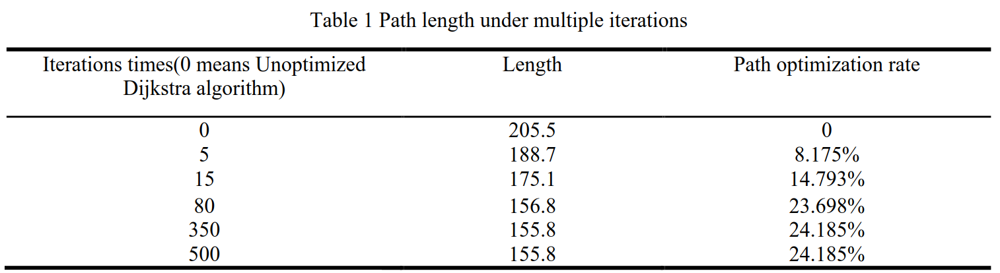 Table 1 Path length under multiple iterations
Iterations times(0 means Unoptimized Length Path optimization rate
Dijkstra algorithm)
0 205.5 0
5 188.7 8.175%
15 175.1 14.793%
80 156.8 23.698%
350 155.8 24.185%
500 155.8 24.185%